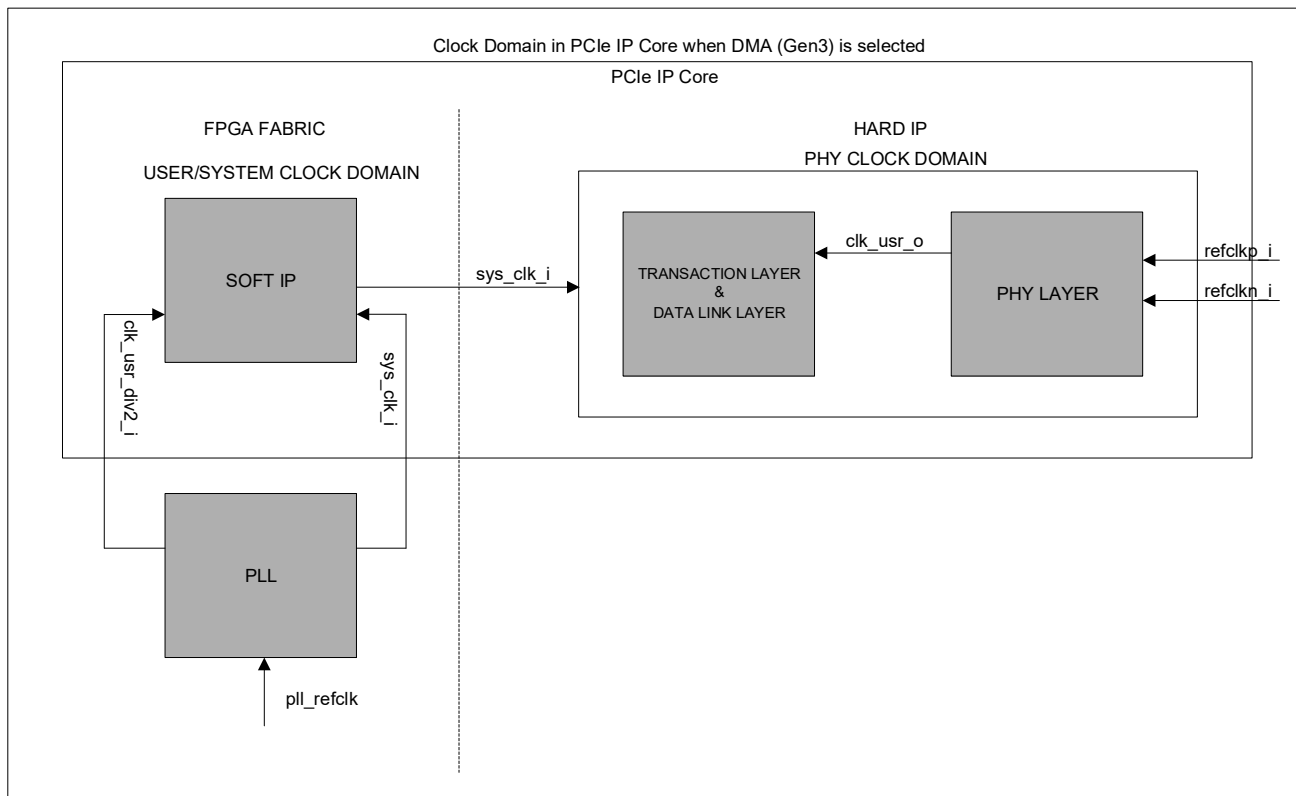 Clock Domain in PCIe IP Core when DMA (Gen3) is selected
PCIe IP Core
FPGA FABRIC
HARD IP
USER/SYSTEM CLOCK DOMAIN
PHY CLOCK DOMAIN
SOFT IP
sys_clk_i
TRANSACTION LAYER
&
DATA LINK LAYER
clk_usr_o
PHY LAYER
refclkp_i
refclkn_i
clk_usr_div2_i
sys_clk_i
PLL
pll_refclk